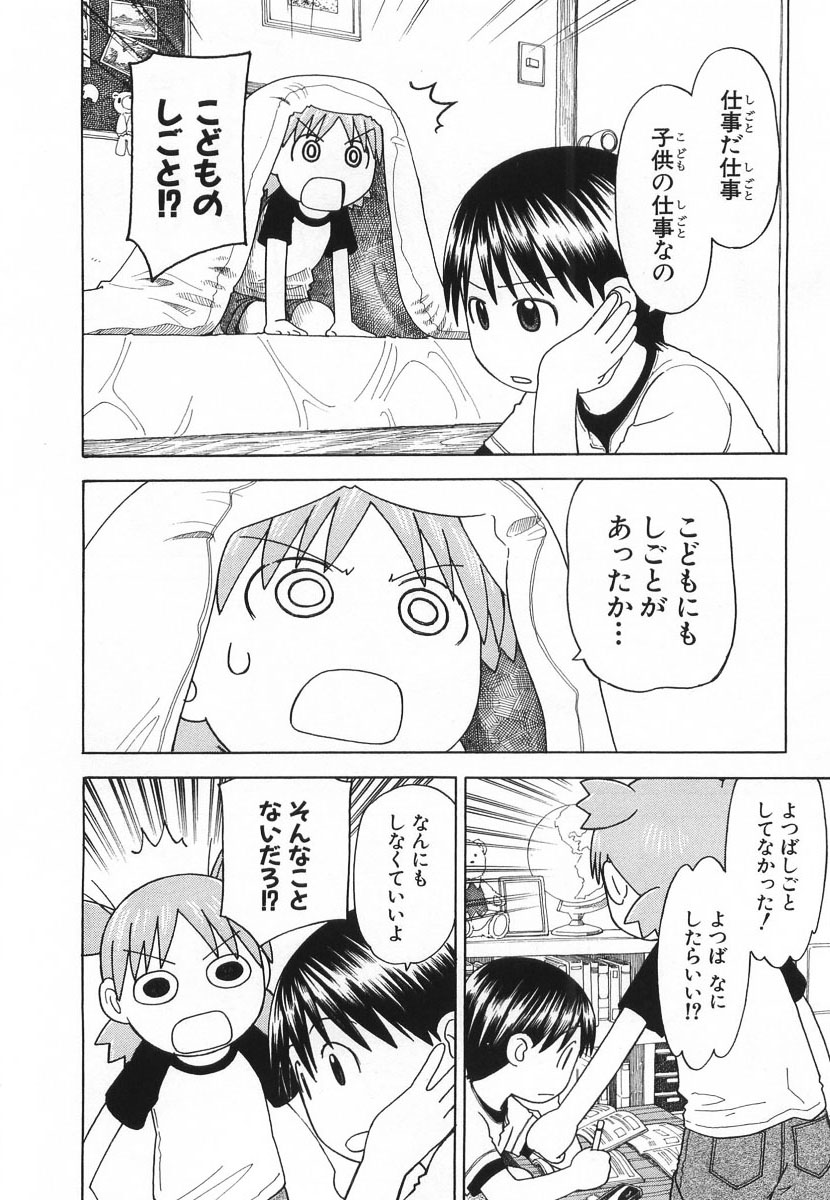 仕事だ仕事
子供の仕事なの
こどもの
しごと!?
こどもにも
しごとが
あったか…
よつばしごと
してなかった!
よつば なに
したらいい!?
なんにも
しなくていいよ
そんなこと
ないだろ!?